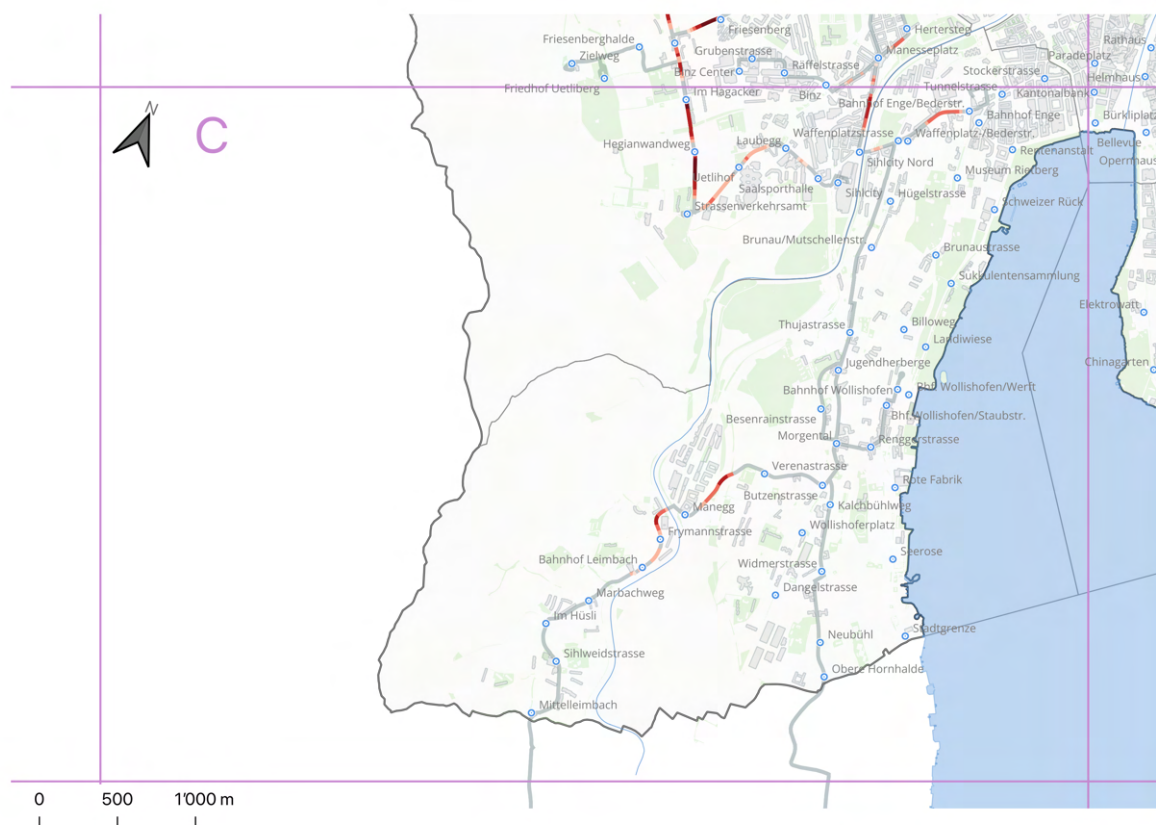 Friesenberg
Hertersteg
Friesenberghalde
Rathaus
Zielweg
Grubenstrasse
Manesseplatz
Paradeplatz
Binz Center
Räffelstrasse
Stockerstrasse
Helmhaus
Friedhof Uetliberg
Im Hagacker
Binz
Tunnelstrasse
Kantonalbank
Bahnhof Enge/Bederstr.
N
C
Bahnhof Enge
Bürkliplatz
Hegianwandweg
Laubegg
Waffenplatzstrasse
Waffenplatz-/Bederstr.
Bellevue
Rentenanstalt
Opernhaus
Uetlihof
Sihlcity Nord
Museum Rietberg
Saalsporthalle
Sihlcity
Hügelstrasse
Strassenverkehrsamt
Schweizer Rück
Brunau/Mutschellenstr.
Brunaustrasse
Sukkulentensammlung
Elektrowatt
Thujastrasse
Billoweg
Landiwiese
Jugendherberge
Chinagarten
Bahnhof Wollishofen
Bhf. Wollishofen/Werft
Besenrainstrasse
Bhf. Wollishofen/Staubstr.
Morgental
Renggerstrasse
Verenastrasse
Rote Fabrik
Butzenstrasse
Manegg
Kalchbühlweg
Frymannstrasse
Wollishoferplatz
Bahnhof Leimbach
Seerose
Widmerstrasse
Marbachweg
Dangelstrasse
Im Hüsli
Stadtgrenze
Neubühl
Sihlweidstrasse
Obere Hornhalde
Mittelleimbach
0 500 1'000 m